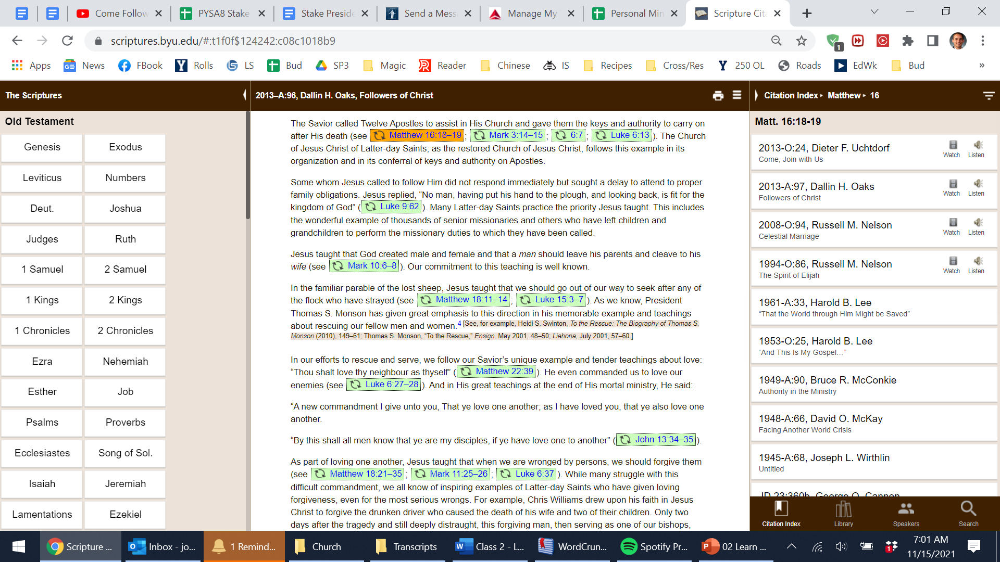 Come Follow
PYSA8 Stake
Stake Preside
Send a Mess
Manage My
Personal Min
Scripture Cita
scriptures.byu.edu/#:t1f0f$124242:c08c1018b9
1
Apps
News
FBook
Rolls
LS
Bud
SP3
Magic
Reader
Chinese
IS
Recipes
Cross/Res
250 OL
Roads
EdWk
Bud
»
The Scriptures
Old Testament
Genesis
Exodus
Leviticus
Numbers
Deut.
Joshua
Judges
Ruth
1 Samuel
2 Samuel
1 Kings
2 Kings
1 Chronicles
2 Chronicles
Ezra
Nehemiah
Esther
Job
Psalms
Proverbs
Ecclesiastes
Song of Sol.
Isaiah
Jeremiah
Lamentations
Ezekiel
2013–A:96, Dallin H. Oaks, Followers of Christ
The Savior called Twelve Apostles to assist in His Church and gave them the keys and authority to carry on
after His death (see Matthew 16:18–19; Mark 3:14–15; 6:7; Luke 6:13). The Church
of Jesus Christ of Latter-day Saints, as the restored Church of Jesus Christ, follows this example in its
organization and in its conferral of keys and authority on Apostles.
Some whom Jesus called to follow Him did not respond immediately but sought a delay to attend to proper
family obligations. Jesus replied, “No man, having put his hand to the plough, and looking back, is fit for the
kingdom of God” (Luke 9:62). Many Latter-day Saints practice the priority Jesus taught. This includes
the wonderful example of thousands of senior missionaries and others who have left children and
grandchildren to perform the missionary duties to which they have been called.
Jesus taught that God created male and female and that a man should leave his parents and cleave to his
wife (see Mark 10:6–8). Our commitment to this teaching is well known.
In the familiar parable of the lost sheep, Jesus taught that we should go out of our way to seek after any of
the flock who have strayed (see Matthew 18:11–14; Luke 15:3–7). As we know, President
Thomas S. Monson has given great emphasis to this direction in his memorable example and teachings
about rescuing our fellow men and women.4 [See, for example, Heidi S. Swinton, To the Rescue: The Biography of Thomas S.
Monson (2010), 149–61; Thomas S. Monson, “To the Rescue,” Ensign, May 2001, 48–50; Liahona, July 2001, 57–60.]
In our efforts to rescue and serve, we follow our Savior’s unique example and tender teachings about love:
“Thou shalt love thy neighbour as thyself” (Matthew 22:39). He even commanded us to love our
enemies (see Luke 6:27–28). And in His great teachings at the end of His mortal ministry, He said:
“A new commandment I give unto you, That ye love one another; as I have loved you, that ye also love one
another.
“By this shall all men know that ye are my disciples, if ye have love one to another” (John 13:34–35).
As part of loving one another, Jesus taught that when we are wronged by persons, we should forgive them
(see Matthew 18:21–35; Mark 11:25–26; Luke 6:37). While many struggle with this
difficult commandment, we all know of inspiring examples of Latter-day Saints who have given loving
forgiveness, even for the most serious wrongs. For example, Chris Williams drew upon his faith in Jesus
Christ to forgive the drunken driver who caused the death of his wife and two of their children. Only two
days after the tragedy and still deeply distraught, this forgiving man, then serving as one of our bishops,
Citation Index ▸ Matthew ▸ 16
Matt. 16:18-19
2013-O:24, Dieter F. Uchtdorf
Come, Join with Us
Watch
Listen
2013-A:97, Dallin H. Oaks
Followers of Christ
Watch
Listen
2008-O:94, Russell M. Nelson
Celestial Marriage
Watch
Listen
1994-O:86, Russell M. Nelson
The Spirit of Elijah
Watch
Listen
1961-A:33, Harold B. Lee
“That the World through Him Might be Saved”
1953-O:25, Harold B. Lee
“And This Is My Gospel…”
1949-A:90, Bruce R. McConkie
Authority in the Ministry
1948-A:66, David O. McKay
Facing Another World Crisis
1945-A:68, Joseph L. Wirthlin
Untitled
JD 23:360b, George Q. Cannon
Citation Index
Library
Speakers
Search
Scripture ...
Inbox - jo...
1 Remind...
Church
Transcripts
Class 2 - L...
WordCrun...
Spotify Pr...
02 Learn ...
1
7:01 AM
11/15/2021